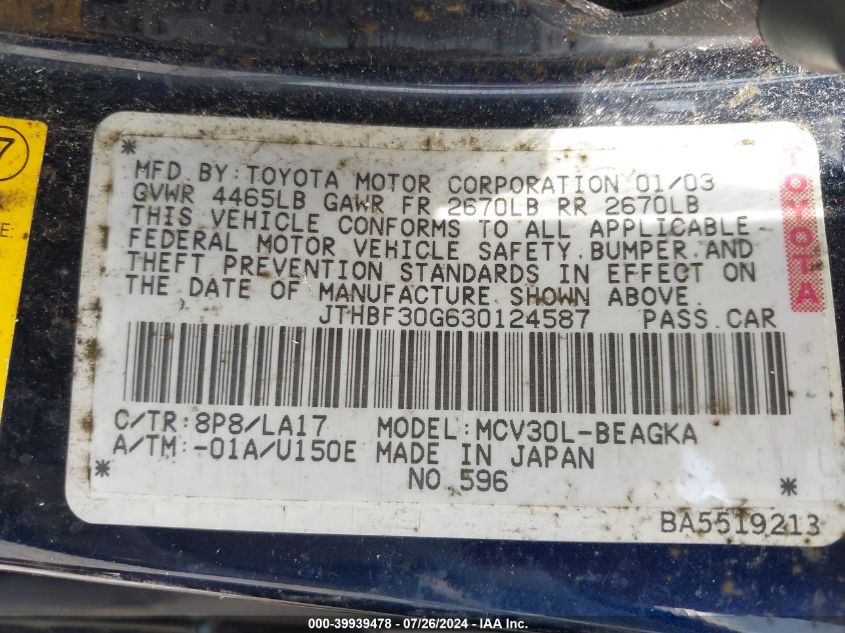 7
E:
TOYOTA
MFD. BY: TOYOTA MOTOR CORPORATION 01/03
GVWR 4465LB GAWR FR 2670LB RR 2670LB
THIS VEHICLE CONFORMS TO ALL APPLICABLE
FEDERAL MOTOR VEHICLE SAFETY, BUMPER, AND
THEFT PREVENTION STANDARDS IN EFFECT ON
THE DATE OF MANUFACTURE SHOWN ABOVE.
JTHBF30G630124587 PASS. CAR
C/TR: 8P8/LA17 MODEL: MCV30L-BEAGKA
A/TM: -01A/U150E MADE IN JAPAN
NO. 596
BA5519213
000-39939478 - 07/26/2024 - IAAI.COM